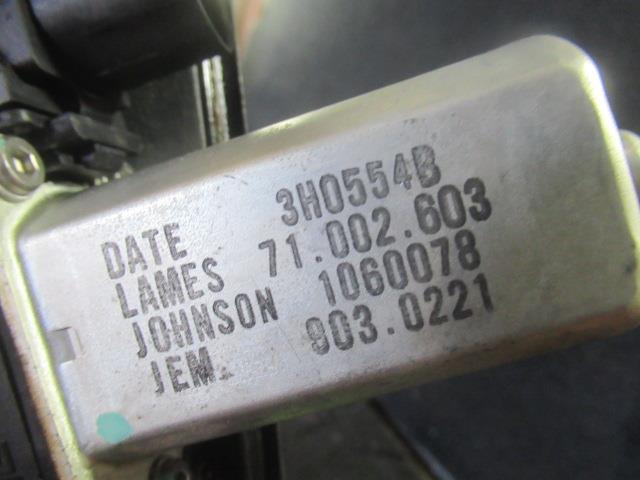 DATE 3H0554B
LAMES 71.002.603
JOHNSON 1060078
JEM. 903.0221